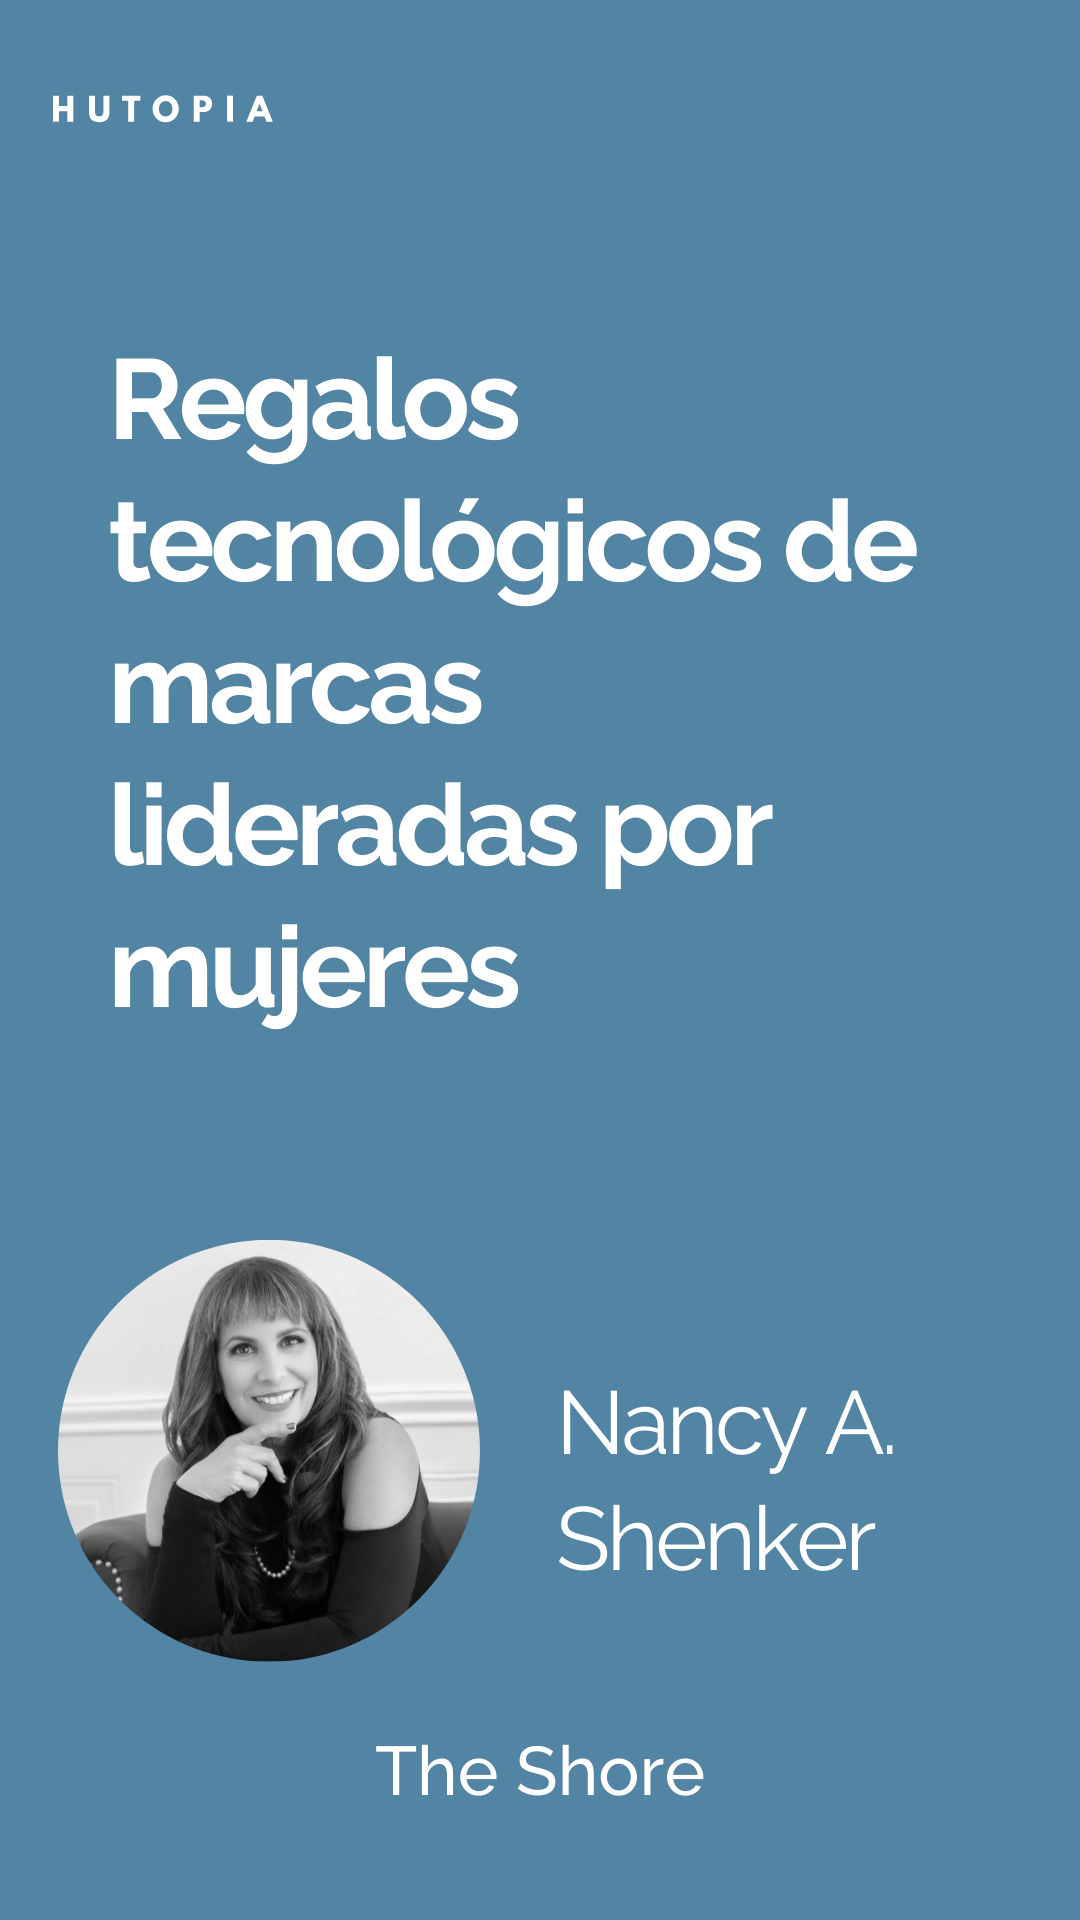 HUTOPIA
Regalos
tecnológicos de
marcas
lideradas por
mujeres
Nancy A.
Shenker
The Shore